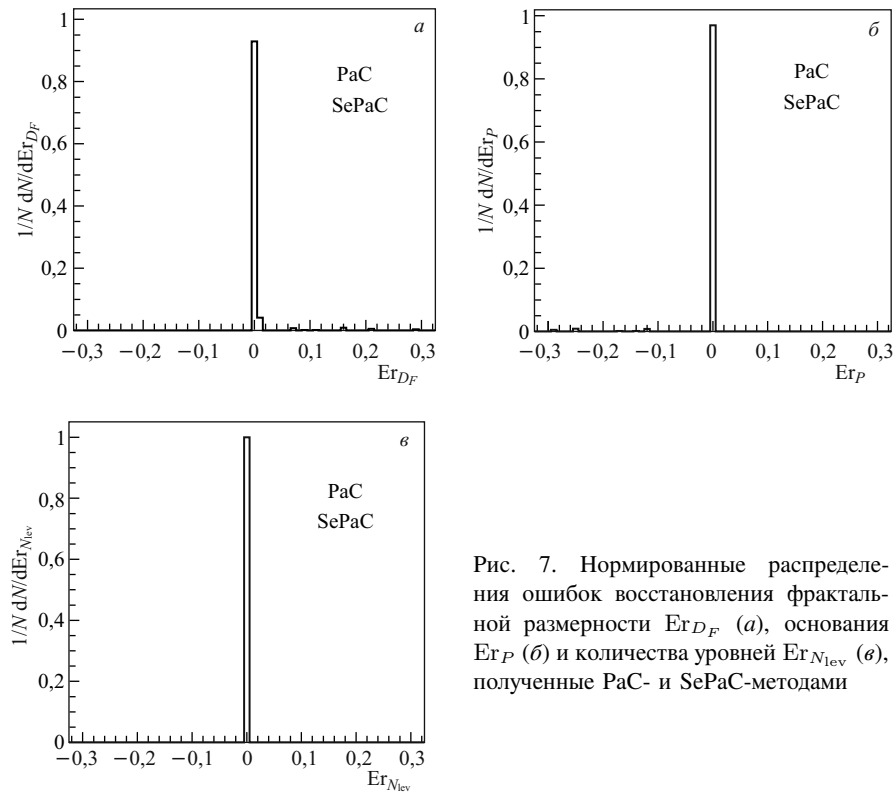 1
0,8
0,6
0,4
0,2
0
1/N dN/dEr_{D_F}
а
PaC
SePaC
−0,3 −0,2 −0,1 0 0,1 0,2 0,3
Er_{D_F}
1
0,8
0,6
0,4
0,2
0
1/N dN/dEr_P
б
PaC
SePaC
−0,3 −0,2 −0,1 0 0,1 0,2 0,3
Er_P
1
0,8
0,6
0,4
0,2
0
1/N dN/dEr_{N_{lev}}
в
PaC
SePaC
−0,3 −0,2 −0,1 0 0,1 0,2 0,3
Er_{N_{lev}}
Рис. 7. Нормированные распределе-
ния ошибок восстановления фракталь-
ной размерности Er_{D_F} (а), основания
Er_P (б) и количества уровней Er_{N_{lev}} (в),
полученные PaC- и SePaC-методами